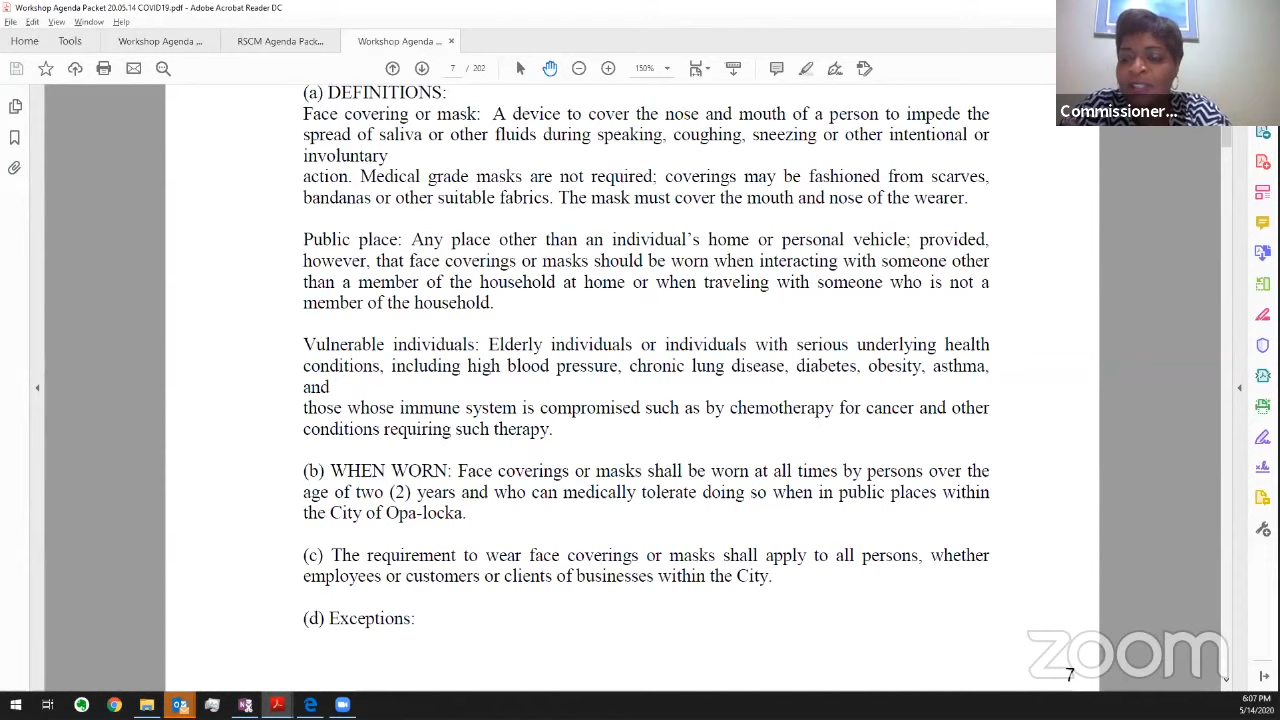 Workshop Agenda Packet 20.05.14 COVID19.pdf - Adobe Acrobat Reader DC
File Edit View Window Help
Home Tools Workshop Agenda ... RSCM Agenda Pack... Workshop Agenda ... ×
7 / 202 150%
Commissioner...
(a) DEFINITIONS:
Face covering or mask: A device to cover the nose and mouth of a person to impede the
spread of saliva or other fluids during speaking, coughing, sneezing or other intentional or
involuntary
action. Medical grade masks are not required; coverings may be fashioned from scarves,
bandanas or other suitable fabrics. The mask must cover the mouth and nose of the wearer.
Public place: Any place other than an individual's home or personal vehicle; provided,
however, that face coverings or masks should be worn when interacting with someone other
than a member of the household at home or when traveling with someone who is not a
member of the household.
Vulnerable individuals: Elderly individuals or individuals with serious underlying health
conditions, including high blood pressure, chronic lung disease, diabetes, obesity, asthma,
and
those whose immune system is compromised such as by chemotherapy for cancer and other
conditions requiring such therapy.
(b) WHEN WORN: Face coverings or masks shall be worn at all times by persons over the
age of two (2) years and who can medically tolerate doing so when in public places within
the City of Opa-locka.
(c) The requirement to wear face coverings or masks shall apply to all persons, whether
employees or customers or clients of businesses within the City.
(d) Exceptions:
zoom
7
6:07 PM
5/14/2020